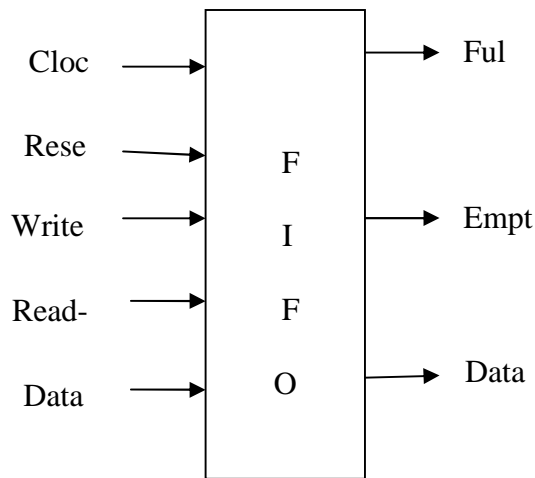 Cloc
Rese
Write
Read-
Data
F
I
F
O
Ful
Empt
Data